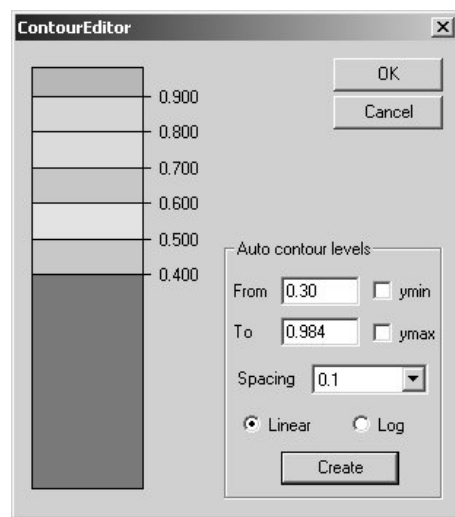 ContourEditor
OK
Cancel
0.900
0.800
0.700
0.600
0.500
0.400
Auto contour levels
From 0.30 ymin
To 0.984 ymax
Spacing 0.1
Linear Log
Create